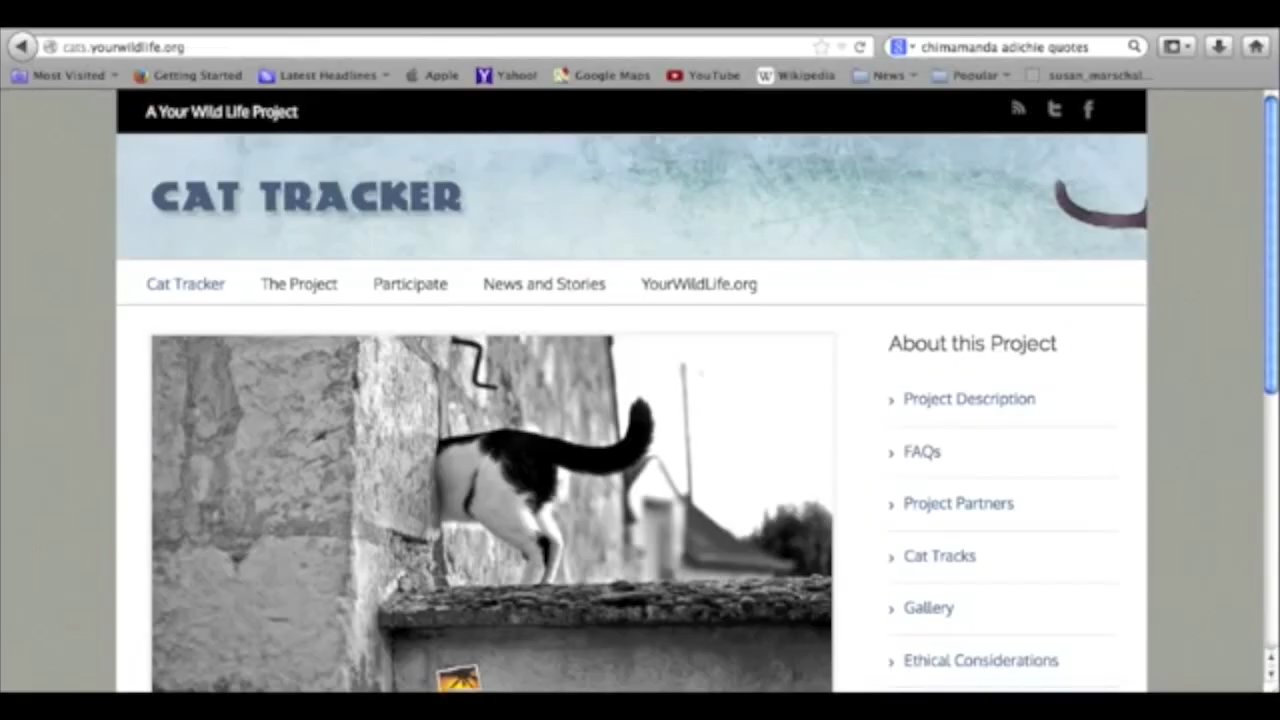 cats.yourwildlife.org
chimamanda adichie quotes
Most Visited Getting Started Latest Headlines Apple Yahoo! Google Maps YouTube Wikipedia News Popular susan_marschal...
A Your Wild Life Project
CAT TRACKER
Cat Tracker The Project Participate News and Stories YourWildLife.org
About this Project
Project Description
FAQs
Project Partners
Cat Tracks
Gallery
Ethical Considerations